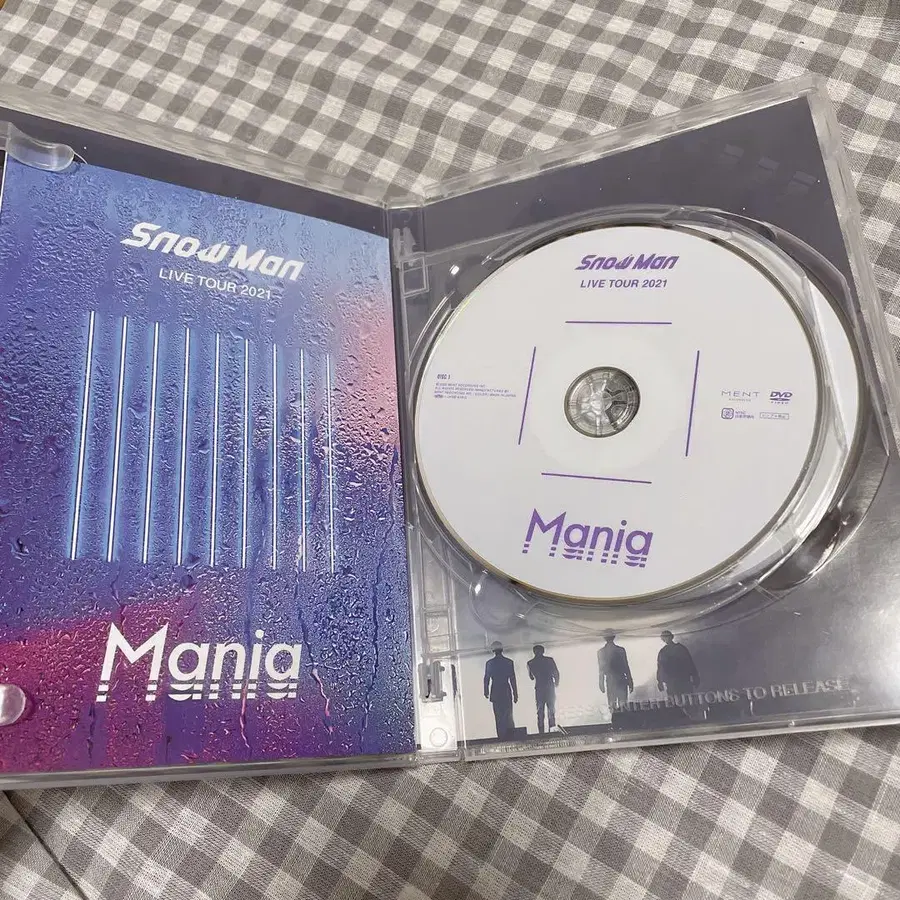 Snow Man
LIVE TOUR 2021
Mania
Snow Man
LIVE TOUR 2021
DISC 1
MENT
DVD
VIDEO
Mania
CENTER BUTTONS TO RELEASE